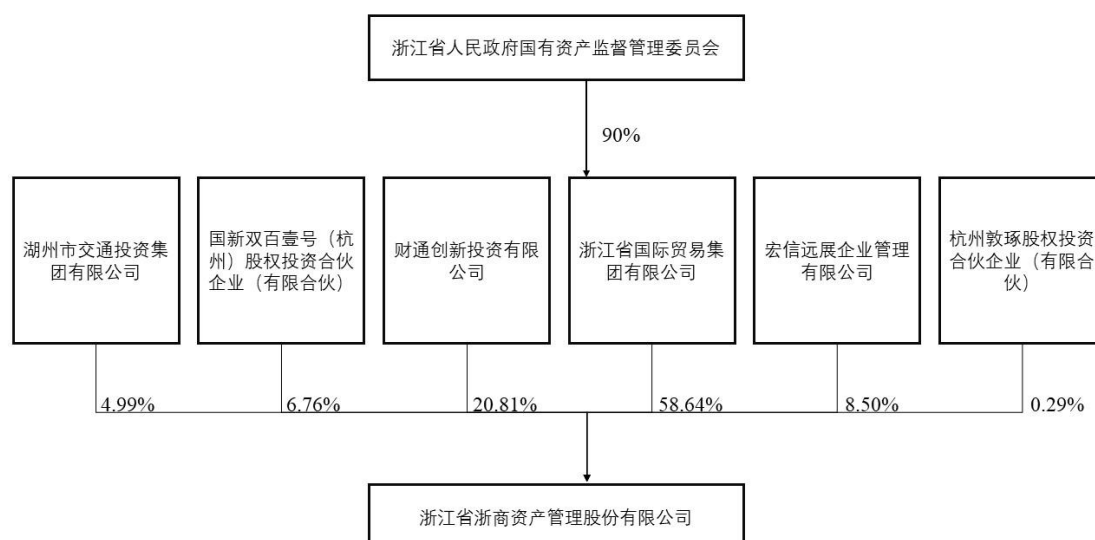 浙江省人民政府国有资产监督管理委员会
90%
湖州市交通投资集
团有限公司
国新双百壹号（杭
州）股权投资合伙
企业（有限合伙）
财通创新投资有限
公司
浙江省国际贸易集
团有限公司
宏信远展企业管理
有限公司
杭州敦琢股权投资
合伙企业（有限合
伙）
4.99%
6.76%
20.81%
58.64%
8.50%
0.29%
浙江省浙商资产管理股份有限公司